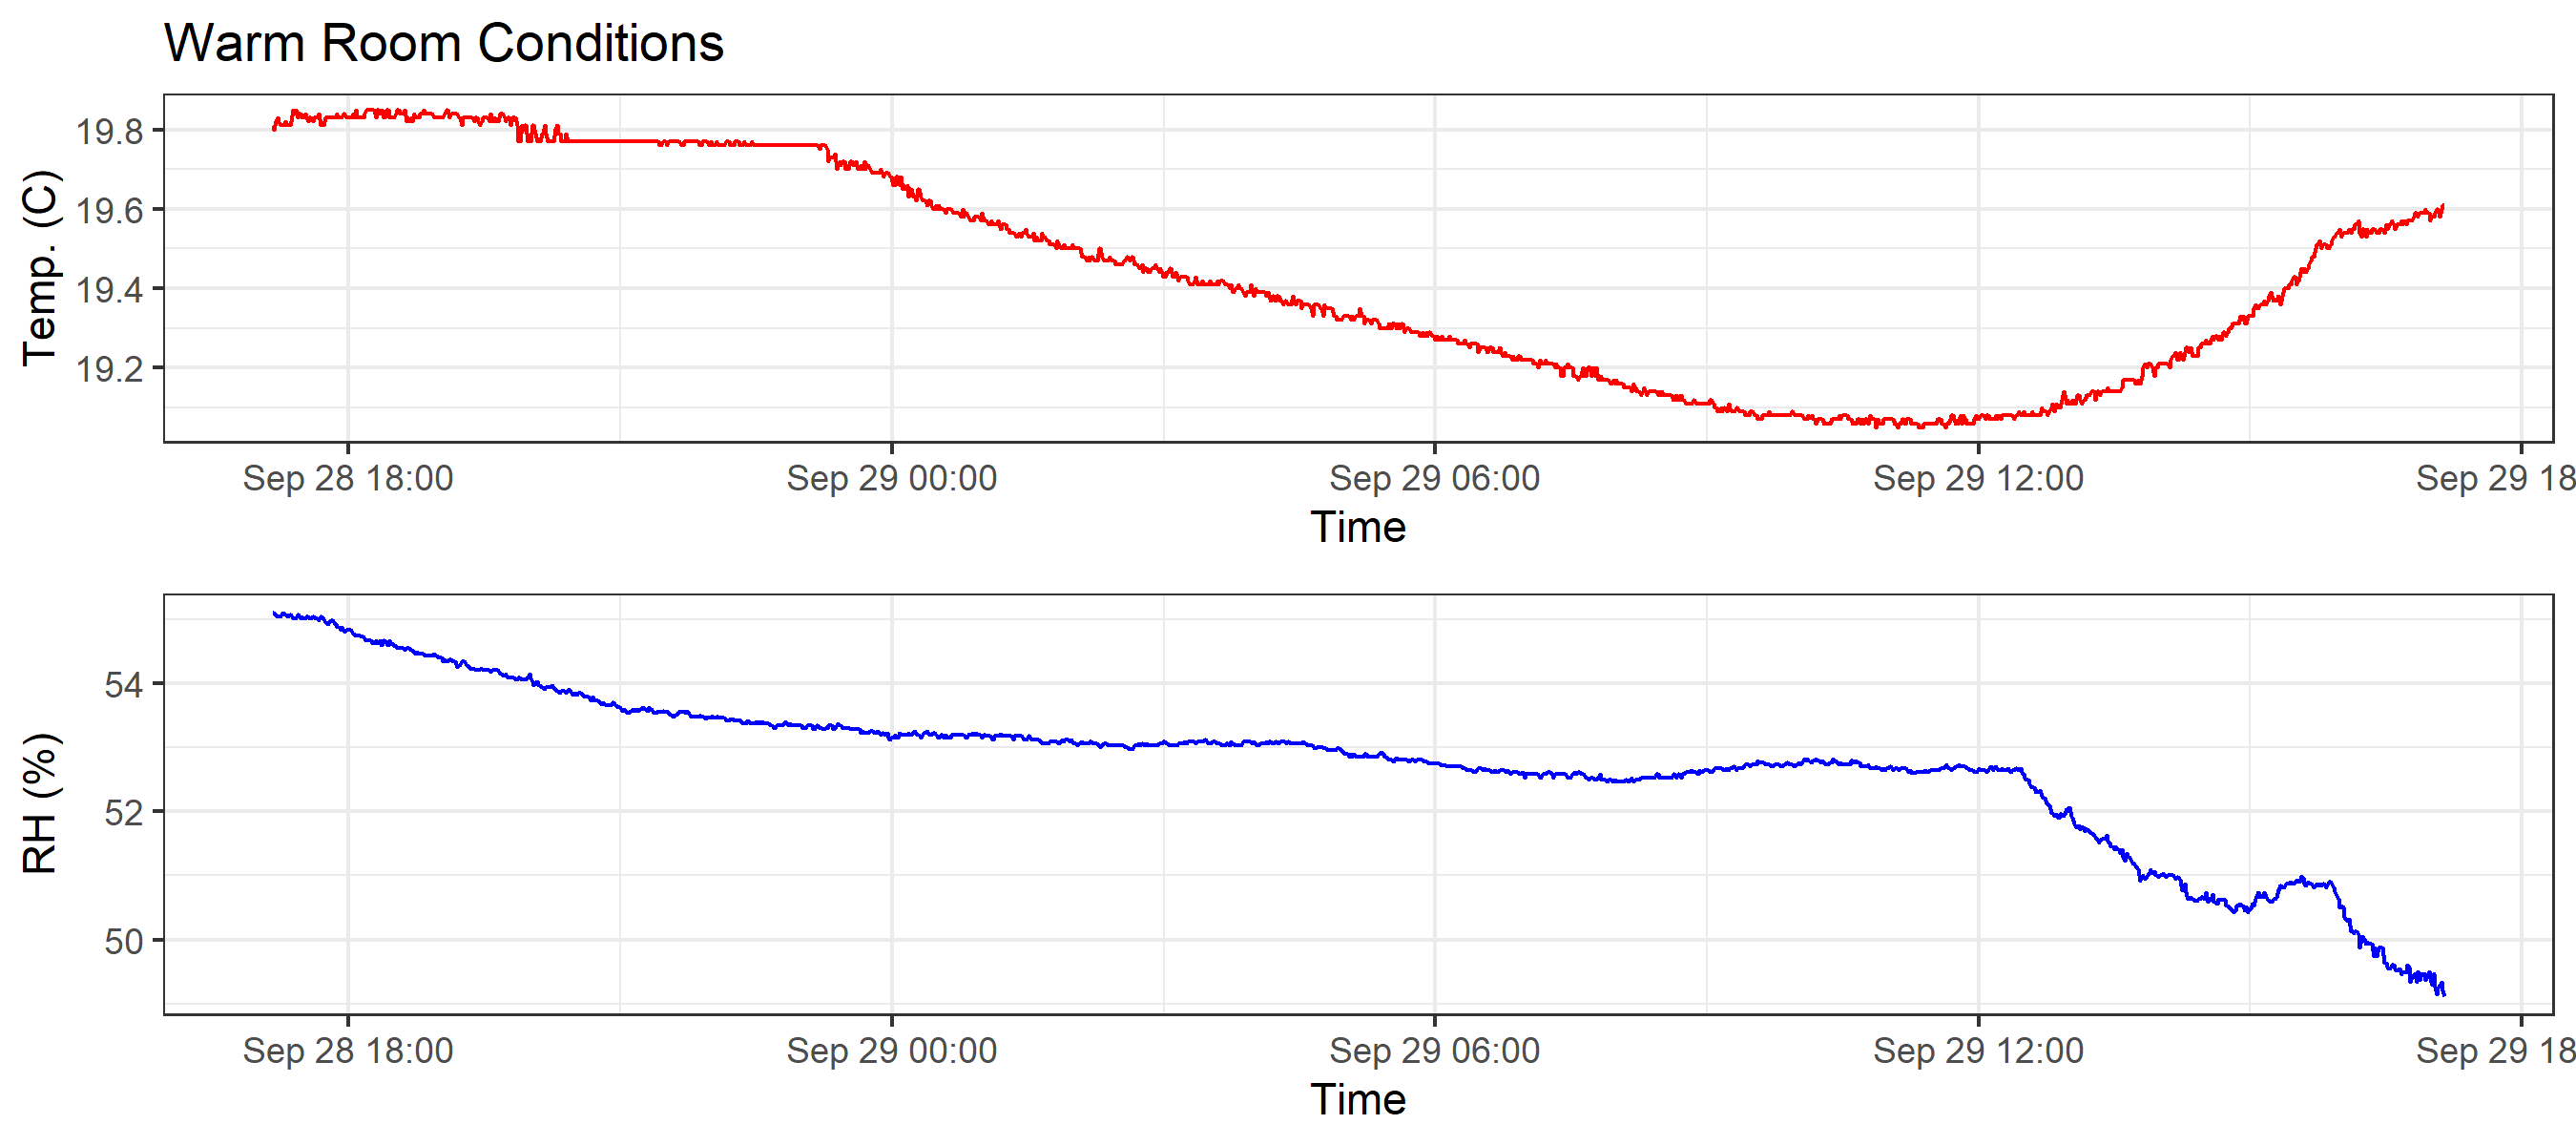 Warm Room Conditions
Temp. (C)
19.8
19.6
19.4
19.2
Sep 28 18:00 Sep 29 00:00 Sep 29 06:00 Sep 29 12:00 Sep 29 18
Time
RH (%)
54
52
50
Sep 28 18:00 Sep 29 00:00 Sep 29 06:00 Sep 29 12:00 Sep 29 18
Time